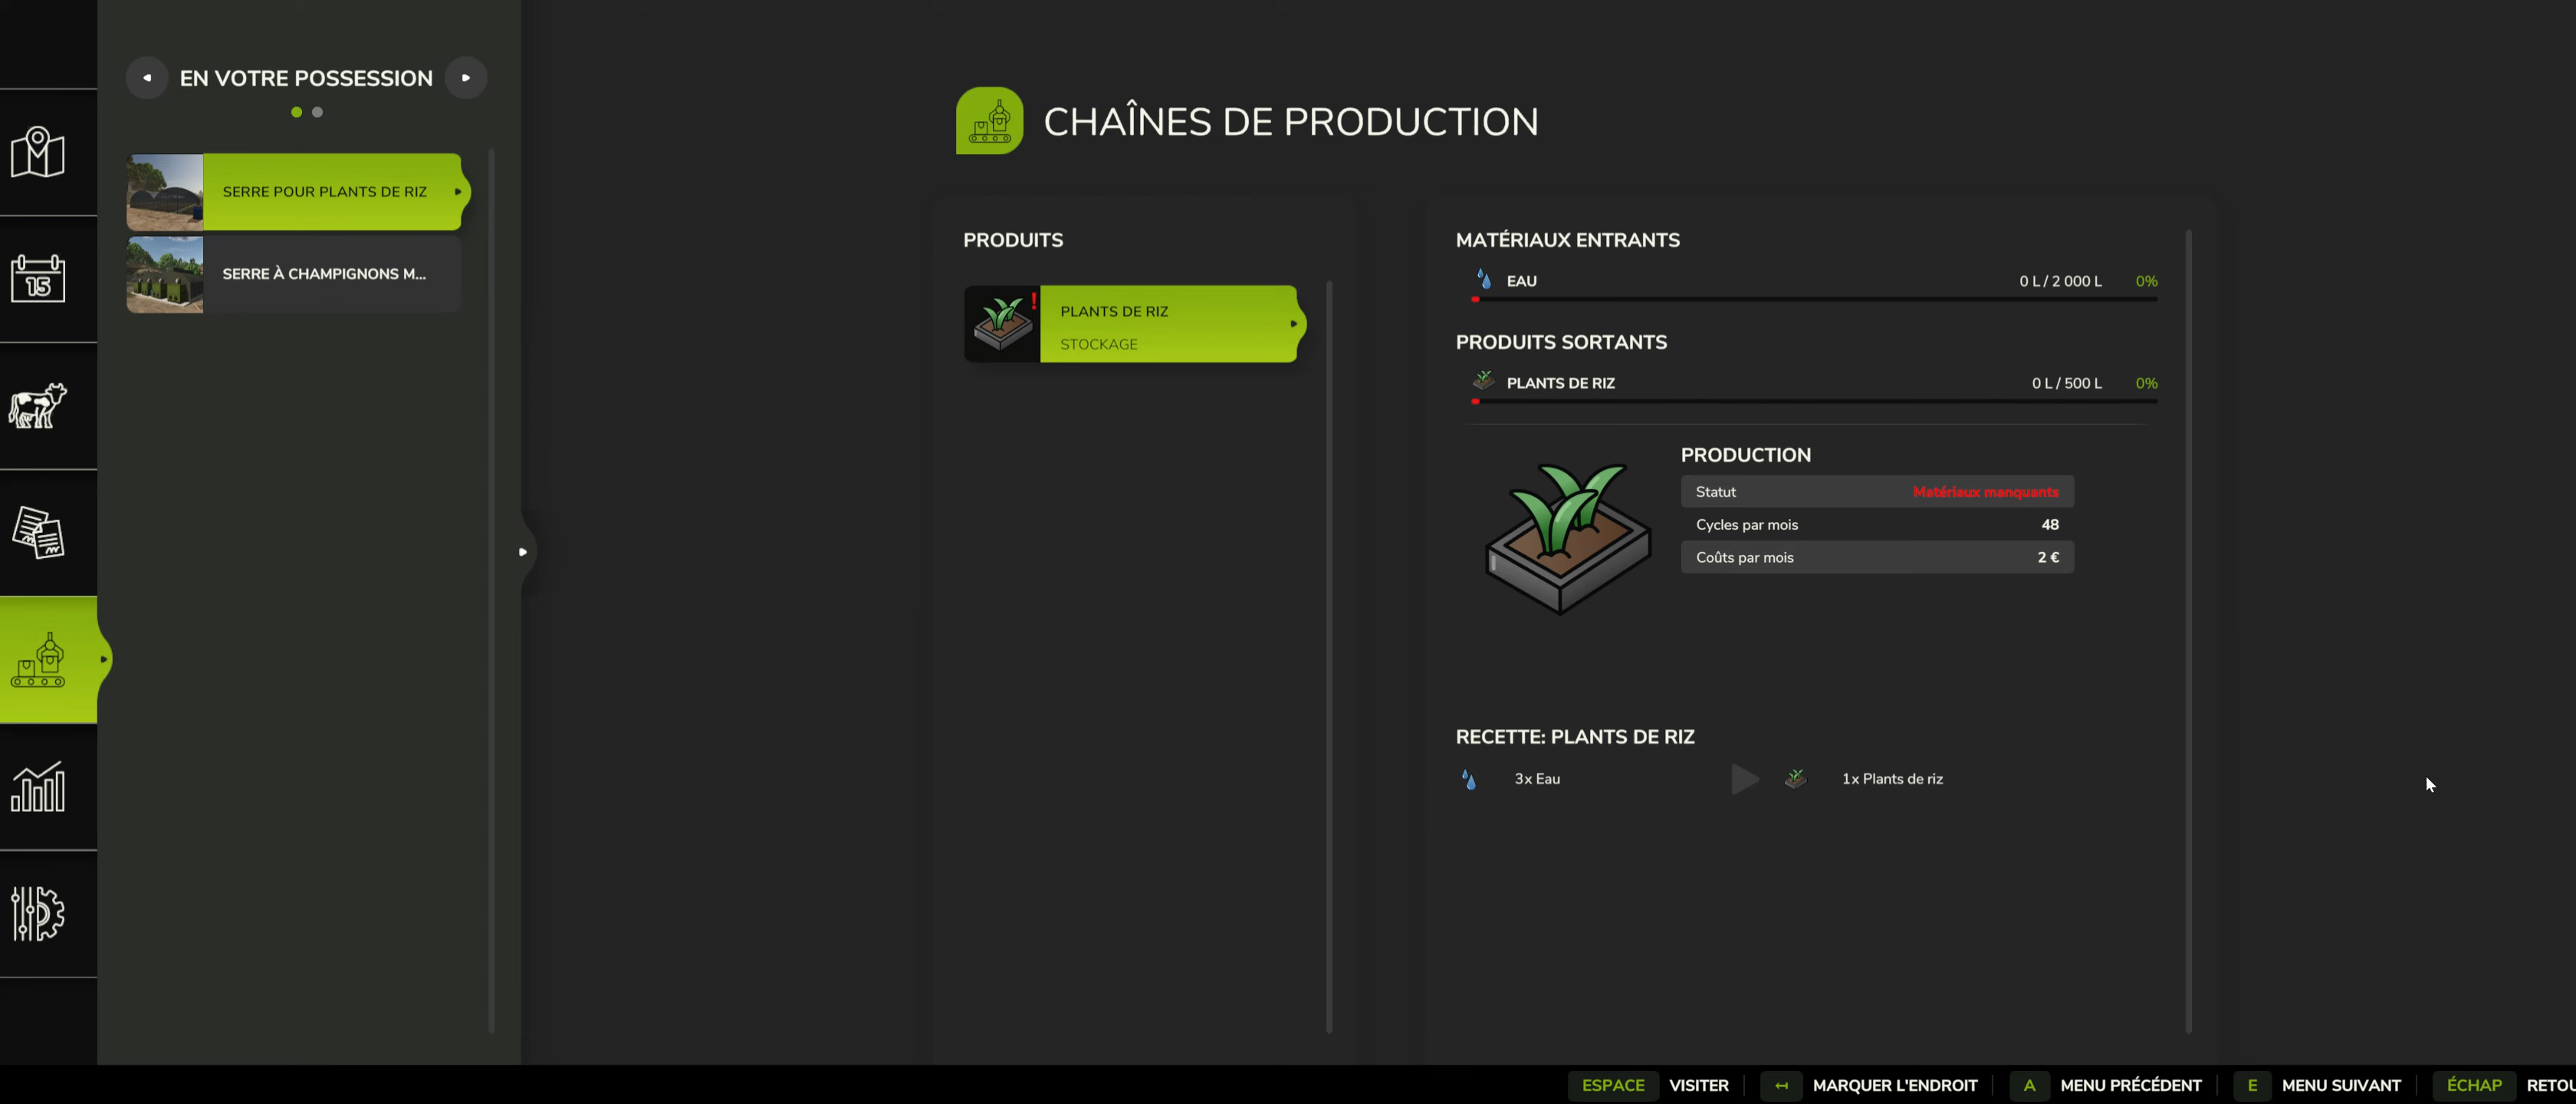 EN VOTRE POSSESSION
SERRE POUR PLANTS DE RIZ
SERRE À CHAMPIGNONS M...
15
CHAÎNES DE PRODUCTION
PRODUITS
PLANTS DE RIZ
STOCKAGE
MATÉRIAUX ENTRANTS
EAU 0 L / 2 000 L 0%
PRODUITS SORTANTS
PLANTS DE RIZ 0 L / 500 L 0%
PRODUCTION
Statut Matériaux manquants
Cycles par mois 48
Coûts par mois 2 €
RECETTE: PLANTS DE RIZ
3x Eau 1x Plants de riz
ESPACE VISITER MARQUER L'ENDROIT A MENU PRÉCÉDENT E MENU SUIVANT ÉCHAP RETOU